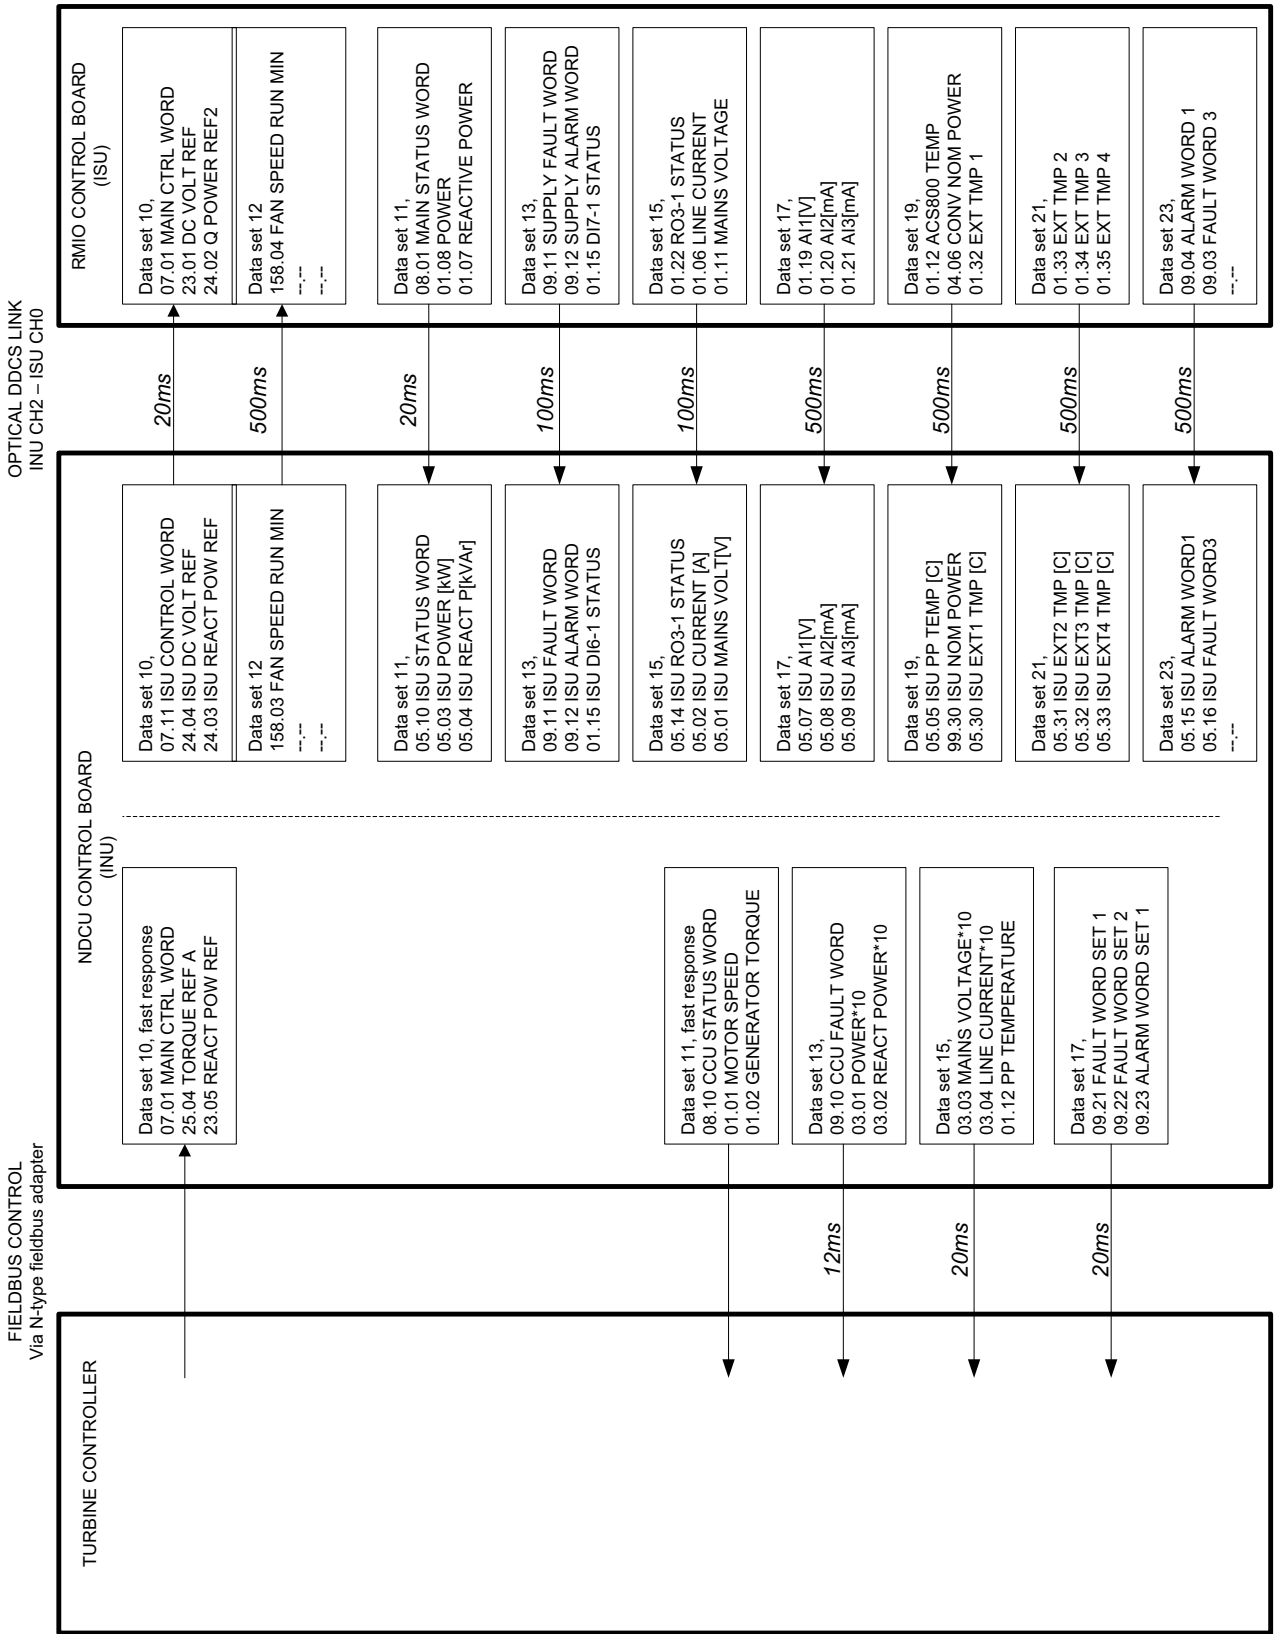 FIELDBUS CONTROL
Via N-type fieldbus adapter
OPTICAL DDCS LINK
INU CH2 – ISU CH0
TURBINE CONTROLLER
NDCU CONTROL BOARD
(INU)
RMIO CONTROL BOARD
(ISU)
Data set 10, fast response
07.01 MAIN CTRL WORD
25.04 TORQUE REF A
23.05 REACT POW REF
Data set 11, fast response
08.10 CCU STATUS WORD
01.01 MOTOR SPEED
01.02 GENERATOR TORQUE
12ms
Data set 13,
09.10 CCU FAULT WORD
03.01 POWER*10
03.02 REACT POWER*10
20ms
Data set 15,
03.03 MAINS VOLTAGE*10
03.04 LINE CURRENT*10
01.12 PP TEMPERATURE
20ms
Data set 17,
09.21 FAULT WORD SET 1
09.22 FAULT WORD SET 2
09.23 ALARM WORD SET 1
Data set 10,
07.11 ISU CONTROL WORD
24.04 ISU DC VOLT REF
24.03 ISU REACT POW REF
20ms
Data set 10,
07.01 MAIN CTRL WORD
23.01 DC VOLT REF
24.02 Q POWER REF2
Data set 12
158.03 FAN SPEED RUN MIN
--.--
--.--
500ms
Data set 12
158.04 FAN SPEED RUN MIN
--.--
--.--
Data set 11,
05.10 ISU STATUS WORD
05.03 ISU POWER [kW]
05.04 ISU REACT P[kVAr]
20ms
Data set 11,
08.01 MAIN STATUS WORD
01.08 POWER
01.07 REACTIVE POWER
Data set 13,
09.11 ISU FAULT WORD
09.12 ISU ALARM WORD
01.15 ISU DI6-1 STATUS
100ms
Data set 13,
09.11 SUPPLY FAULT WORD
09.12 SUPPLY ALARM WORD
01.15 DI7-1 STATUS
Data set 15,
05.14 ISU RO3-1 STATUS
05.02 ISU CURRENT [A]
05.01 ISU MAINS VOLT[V]
100ms
Data set 15,
01.22 RO3-1 STATUS
01.06 LINE CURRENT
01.11 MAINS VOLTAGE
Data set 17,
05.07 ISU AI1[V]
05.08 ISU AI2[mA]
05.09 ISU AI3[mA]
500ms
Data set 17,
01.19 AI1[V]
01.20 AI2[mA]
01.21 AI3[mA]
Data set 19,
05.05 ISU PP TEMP [C]
99.30 ISU NOM POWER
05.30 ISU EXT1 TMP [C]
500ms
Data set 19,
01.12 ACS800 TEMP
04.06 CONV NOM POWER
01.32 EXT TMP 1
Data set 21,
05.31 ISU EXT2 TMP [C]
05.32 ISU EXT3 TMP [C]
05.33 ISU EXT4 TMP [C]
500ms
Data set 21,
01.33 EXT TMP 2
01.34 EXT TMP 3
01.35 EXT TMP 4
Data set 23,
05.15 ISU ALARM WORD1
05.16 ISU FAULT WORD3
--.--
500ms
Data set 23,
09.04 ALARM WORD 1
09.03 FAULT WORD 3
--.--